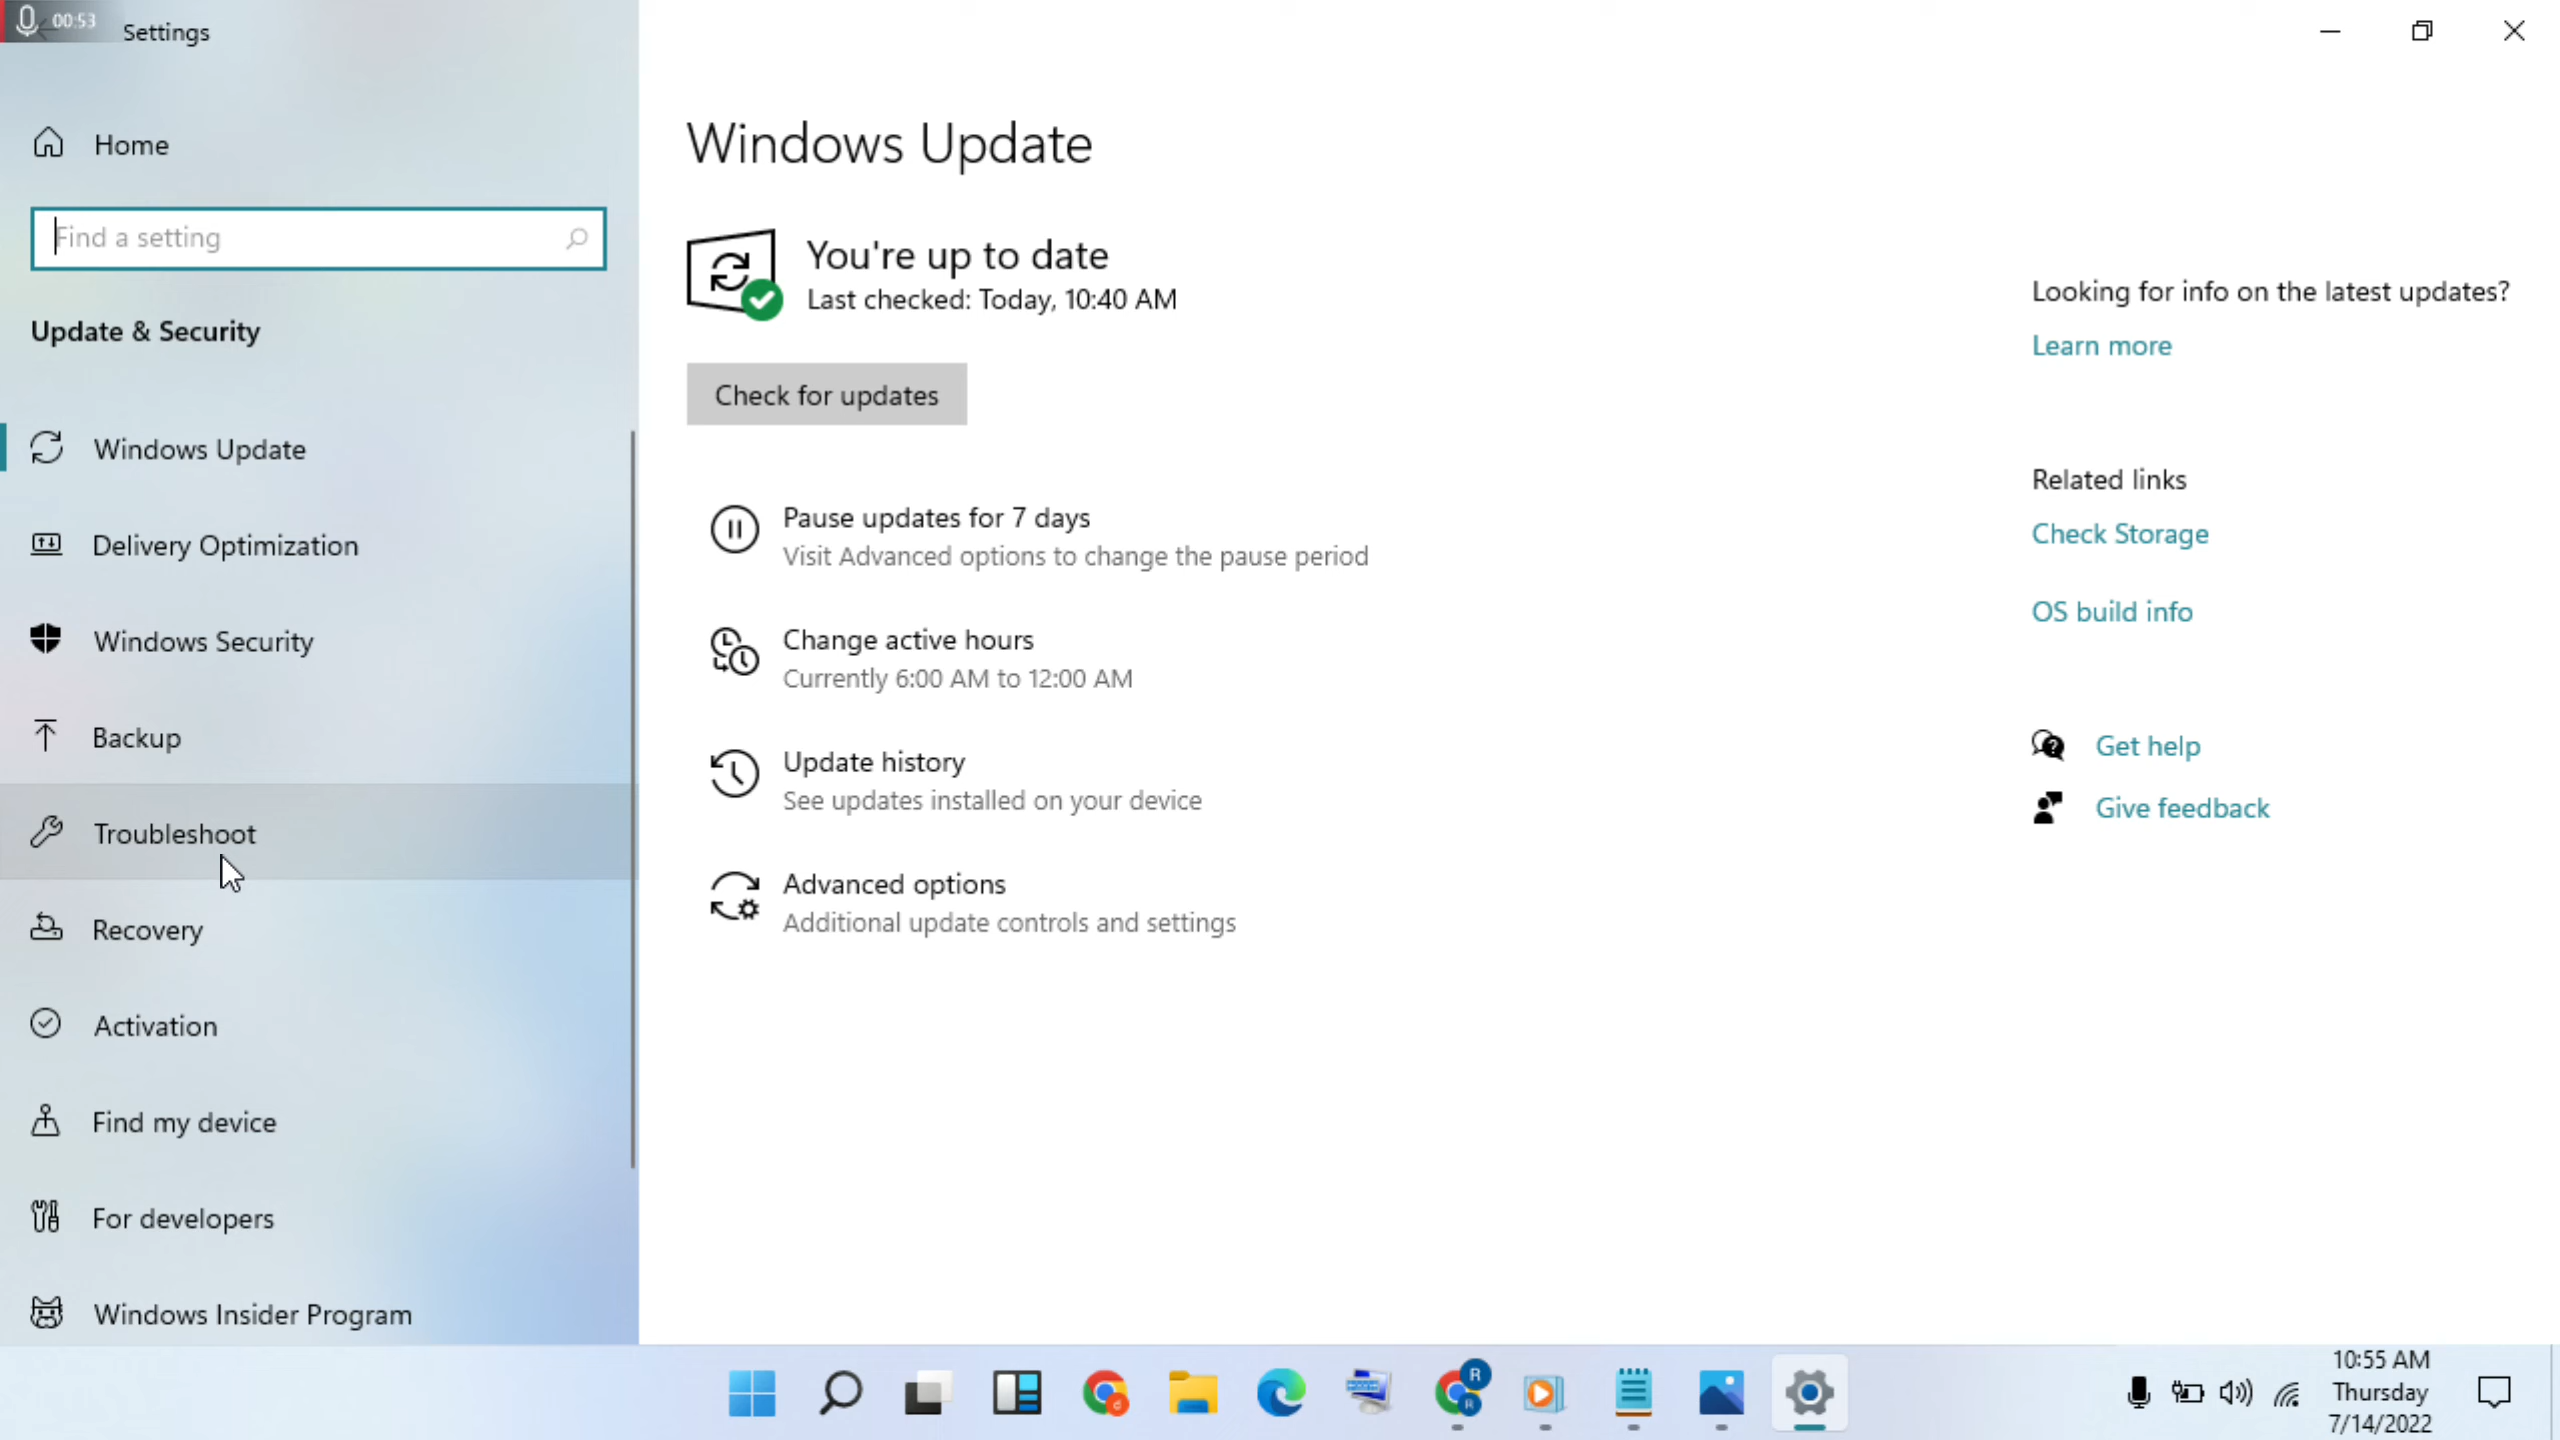 00:53
Settings
Home
Find a setting
Update & Security
Windows Update
Delivery Optimization
Windows Security
Backup
Troubleshoot
Recovery
Activation
Find my device
For developers
Windows Insider Program
Windows Update
You're up to date
Last checked: Today, 10:40 AM
Check for updates
Pause updates for 7 days
Visit Advanced options to change the pause period
Change active hours
Currently 6:00 AM to 12:00 AM
Update history
See updates installed on your device
Advanced options
Additional update controls and settings
Looking for info on the latest updates?
Learn more
Related links
Check Storage
OS build info
Get help
Give feedback
10:55 AM
Thursday
7/14/2022